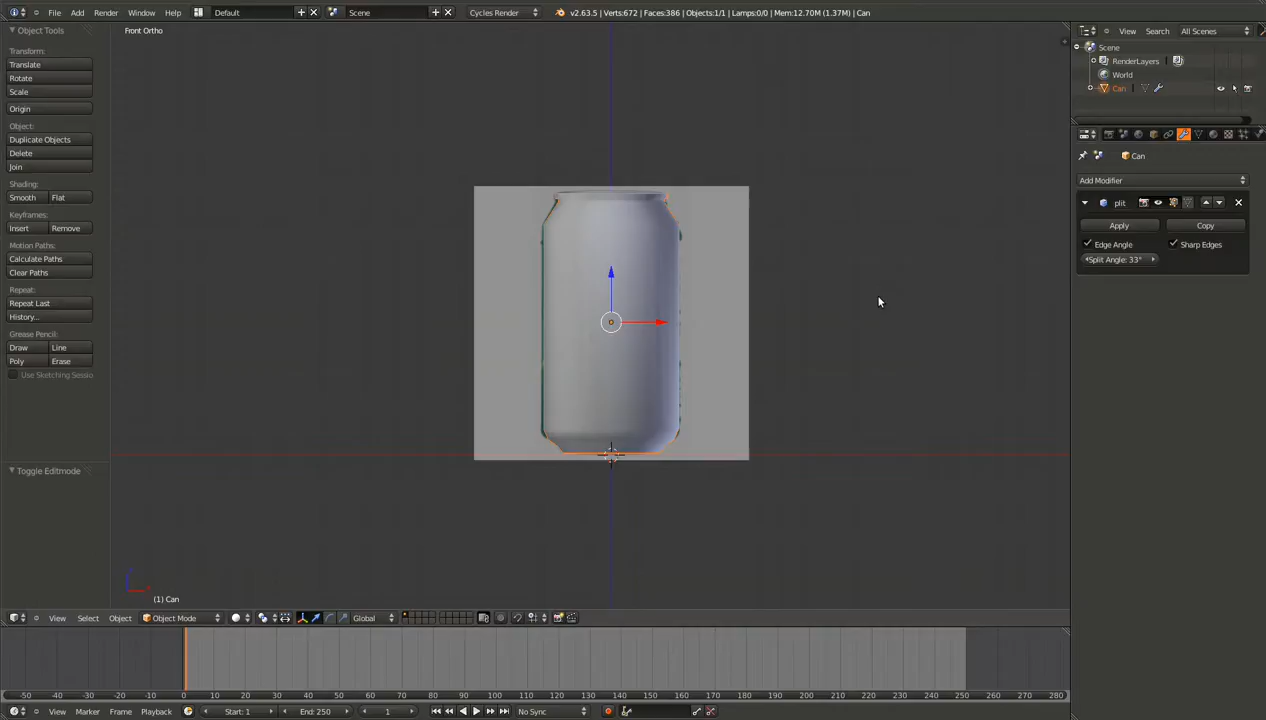 File Add Render Window Help Default Scene Cycles Render v2.63.5 | Verts:672 | Faces:386 | Objects:1/1 | Lamps:0/0 | Mem:12.70M (1.37M) | Can
Object Tools
Front Ortho
View Search All Scenes
Scene
RenderLayers
World
Can
Transform:
Translate
Rotate
Scale
Origin
Object:
Duplicate Objects
Delete
Join
Shading:
Smooth Flat
Keyframes:
Insert Remove
Motion Paths:
Calculate Paths
Clear Paths
Repeat:
Repeat Last
History...
Grease Pencil:
Draw Line
Poly Erase
Use Sketching Sessio
Toggle Editmode
Can
Add Modifier
plit
Apply Copy
Edge Angle Sharp Edges
Split Angle: 33°
(1) Can
View Select Object Object Mode Global
-50 -40 -30 -20 -10 0 10 20 30 40 50 60 70 80 90 100 110 120 130 140 150 160 170 180 190 200 210 220 230 240 250 260 270 280
View Marker Frame Playback Start: 1 End: 250 1 No Sync